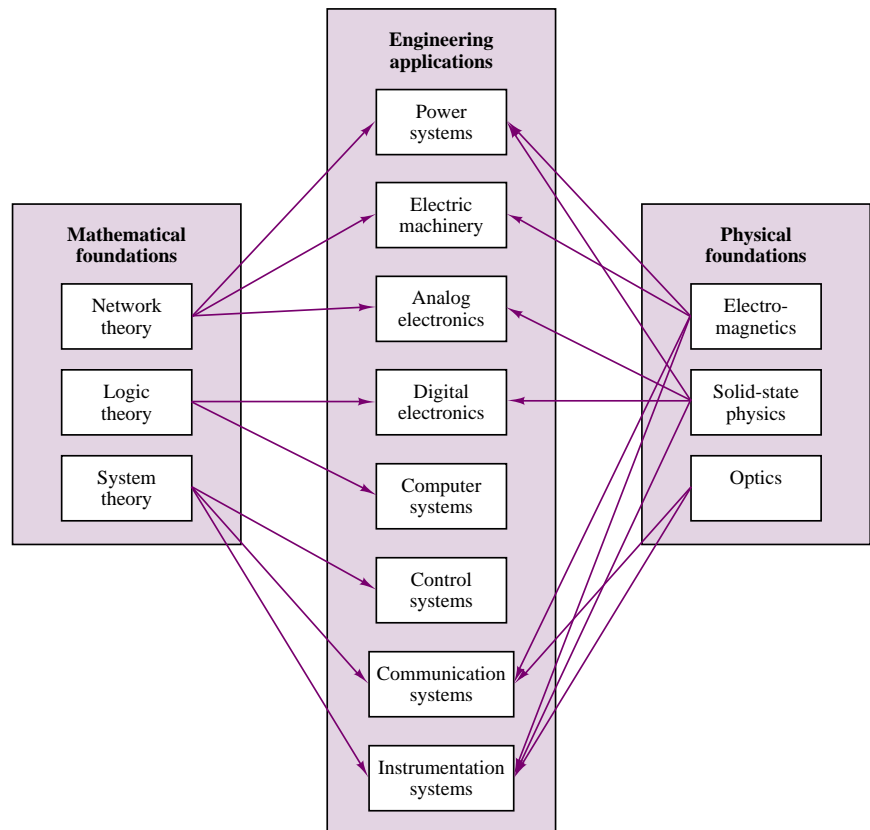 Engineering
applications
Power
systems
Electric
machinery
Analog
electronics
Digital
electronics
Computer
systems
Control
systems
Communication
systems
Instrumentation
systems
Mathematical
foundations
Network
theory
Logic
theory
System
theory
Physical
foundations
Electro-
magnetics
Solid-state
physics
Optics